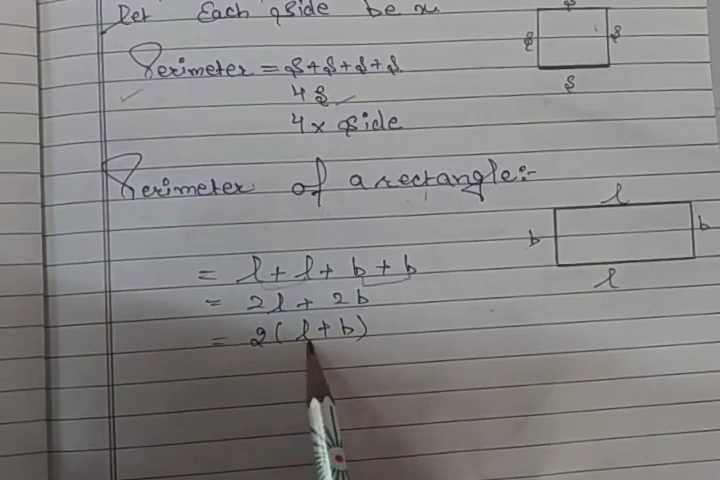 Let Each side be x
s
Perimeter = s+s+s+s
s s
4s
s
4 x side
Perimeter of a rectangle:-
l
b b
= l + l + b + b
l
= 2l + 2b
= 2(l+b)